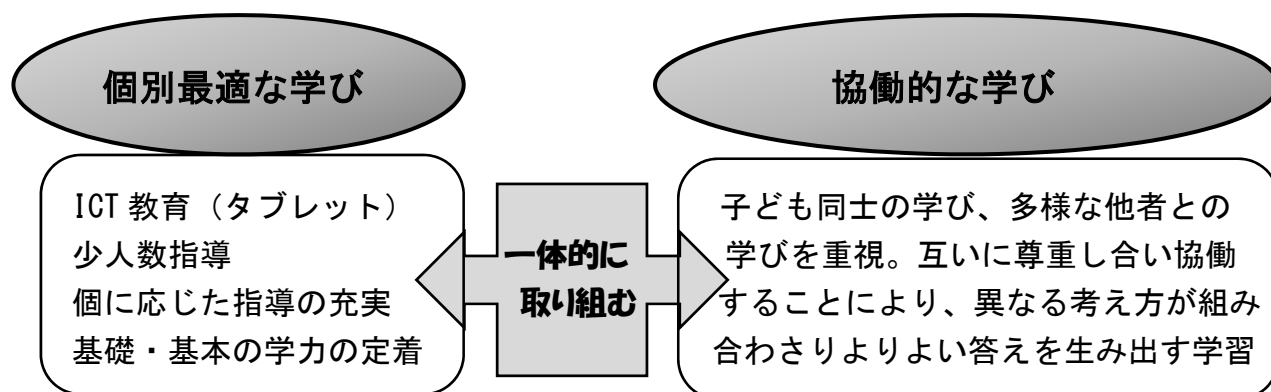 個別最適な学び
ICT教育（タブレット）
少人数指導
個に応じた指導の充実
基礎・基本の学力の定着
一体的に
取り組む
協働的な学び
子ども同士の学び、多様な他者との
学びを重視。互いに尊重し合い協働
することにより、異なる考え方が組み
合わさりよりよい答えを生み出す学習